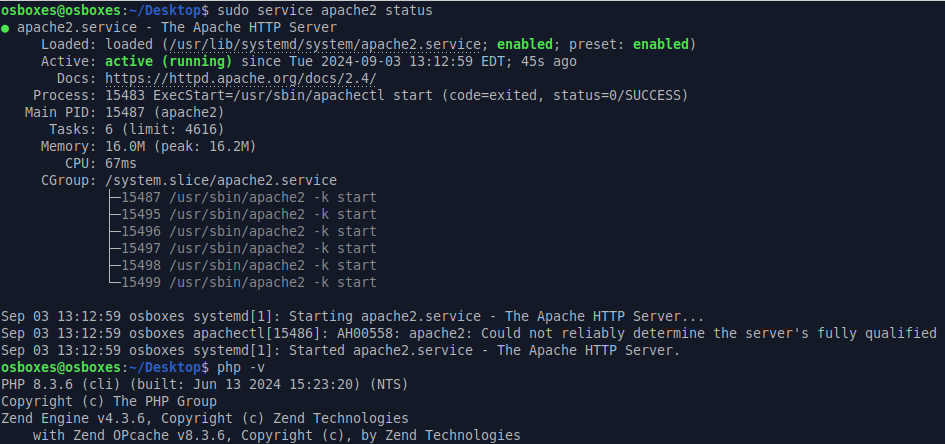 osboxes@osboxes:~/Desktop$ sudo service apache2 status
● apache2.service - The Apache HTTP Server
     Loaded: loaded (/usr/lib/systemd/system/apache2.service; enabled; preset: enabled)
     Active: active (running) since Tue 2024-09-03 13:12:59 EDT; 45s ago
       Docs: https://httpd.apache.org/docs/2.4/
    Process: 15483 ExecStart=/usr/sbin/apachectl start (code=exited, status=0/SUCCESS)
   Main PID: 15487 (apache2)
      Tasks: 6 (limit: 4616)
     Memory: 16.0M (peak: 16.2M)
        CPU: 67ms
     CGroup: /system.slice/apache2.service
             ├─15487 /usr/sbin/apache2 -k start
             ├─15495 /usr/sbin/apache2 -k start
             ├─15496 /usr/sbin/apache2 -k start
             ├─15497 /usr/sbin/apache2 -k start
             ├─15498 /usr/sbin/apache2 -k start
             └─15499 /usr/sbin/apache2 -k start
Sep 03 13:12:59 osboxes systemd[1]: Starting apache2.service - The Apache HTTP Server...
Sep 03 13:12:59 osboxes apachectl[15486]: AH00558: apache2: Could not reliably determine the server's fully qualified
Sep 03 13:12:59 osboxes systemd[1]: Started apache2.service - The Apache HTTP Server.
osboxes@osboxes:~/Desktop$ php -v
PHP 8.3.6 (cli) (built: Jun 13 2024 15:23:20) (NTS)
Copyright (c) The PHP Group
Zend Engine v4.3.6, Copyright (c) Zend Technologies
    with Zend OPcache v8.3.6, Copyright (c), by Zend Technologies